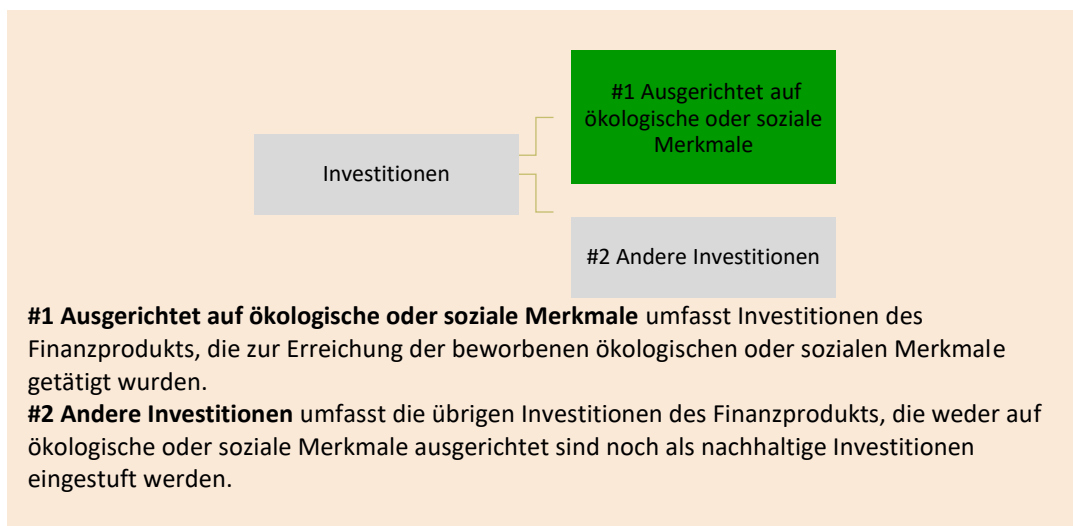 #1 Ausgerichtet auf
ökologische oder soziale
Merkmale
Investitionen
#2 Andere Investitionen
#1 Ausgerichtet auf ökologische oder soziale Merkmale umfasst Investitionen des
Finanzprodukts, die zur Erreichung der beworbenen ökologischen oder sozialen Merkmale
getätigt wurden.
#2 Andere Investitionen umfasst die übrigen Investitionen des Finanzprodukts, die weder auf
ökologische oder soziale Merkmale ausgerichtet sind noch als nachhaltige Investitionen
eingestuft werden.